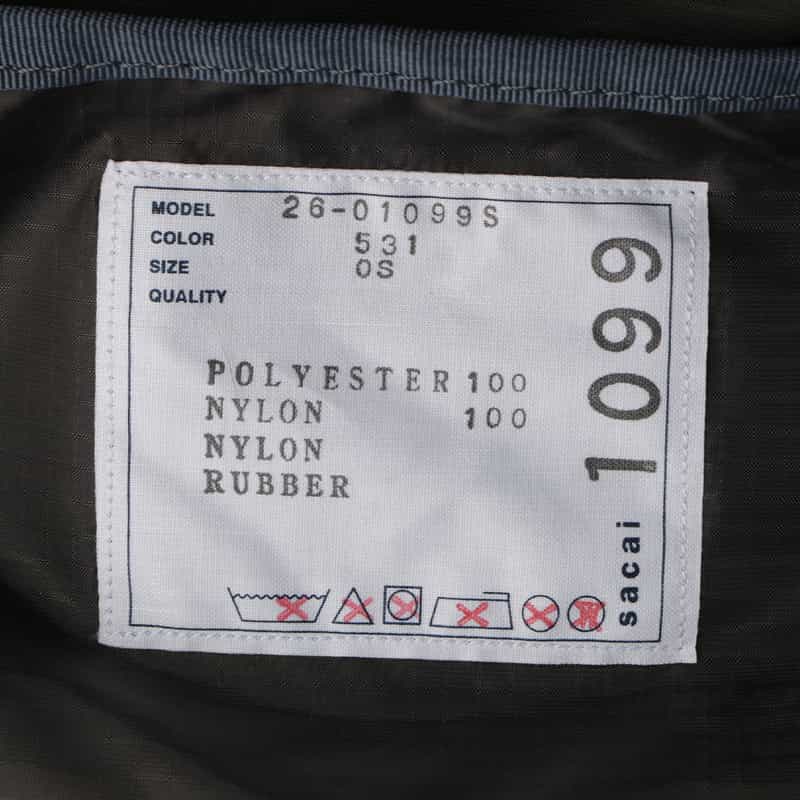 MODEL 26-01099S
COLOR 531
SIZE OS
QUALITY
POLYESTER 100
NYLON 100
NYLON
RUBBER
sacai 1099